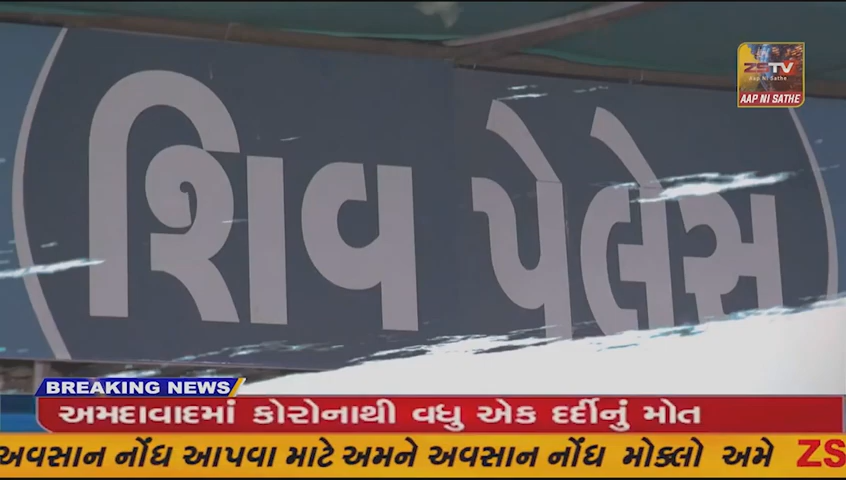 ZSTV
Aap Ni Sathe
AAP NI SATHE
શિવ પેલેસ
BREAKING NEWS
અમદાવાદમાં કોરોનાથી વધુ એક દર્દીનું મોત
અવસાન નોંધ આપવા માટે અમને અવસાન નોંધ મોકલો અમે ZS